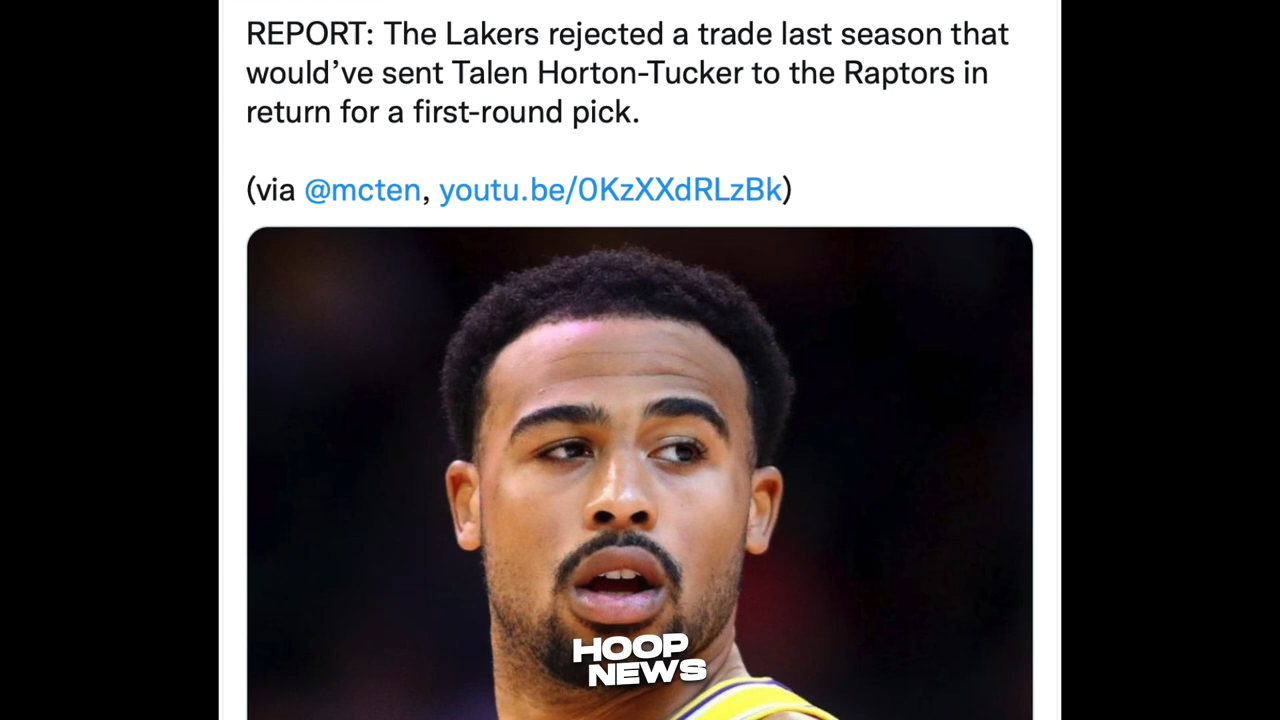 REPORT: The Lakers rejected a trade last season that
would’ve sent Talen Horton-Tucker to the Raptors in
return for a first-round pick.
(via @mcten, youtu.be/0KzXXdRLzBk)
HOOP
NEWS